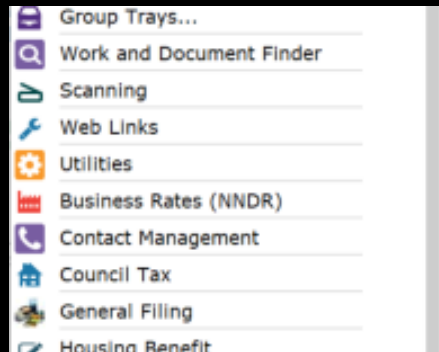 Group Trays...
Work and Document Finder
Scanning
Web Links
Utilities
Business Rates (NNDR)
Contact Management
Council Tax
General Filing
Housing Benefit